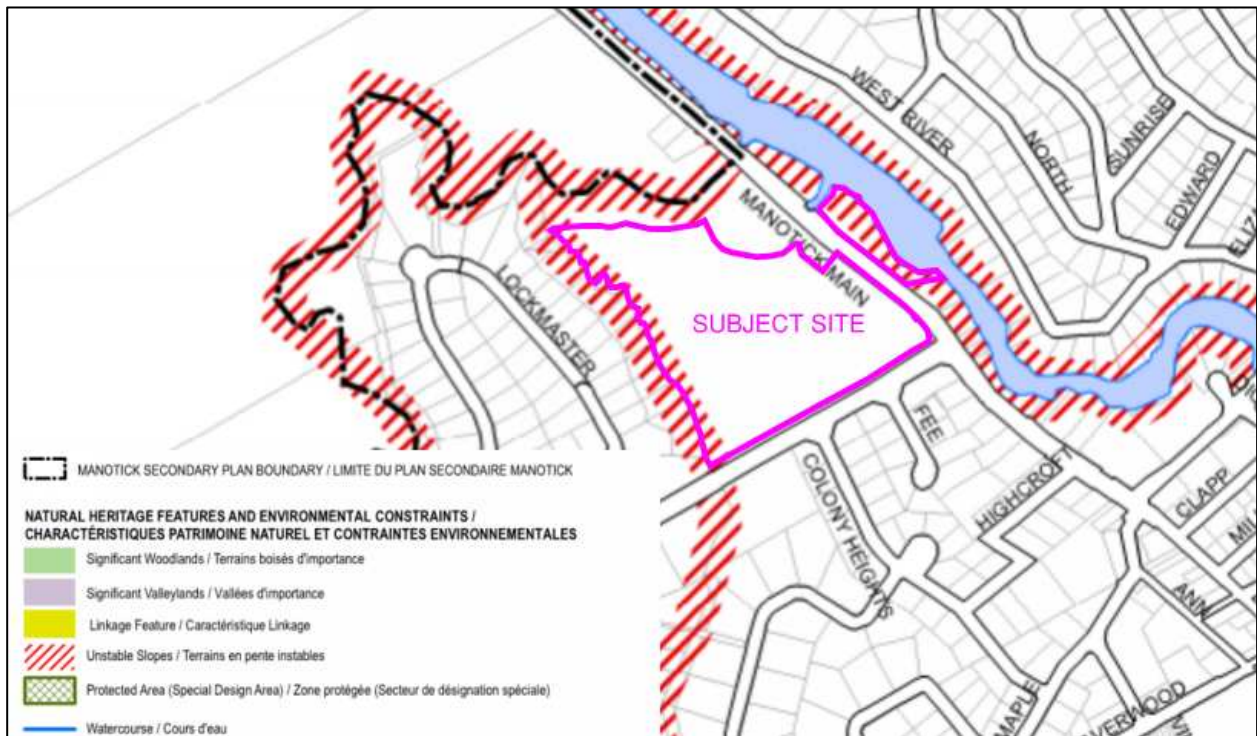 WEST RIVER
NORTH
SUNRISE
EDWARD
MANOTICK MAIN
LOCKMASTER
SUBJECT SITE
FEE
COLONY HEIGHTS
HIGHCROFT
CLAPP
ANN
MAPLE
MANOTICK SECONDARY PLAN BOUNDARY / LIMITE DU PLAN SECONDAIRE MANOTICK
NATURAL HERITAGE FEATURES AND ENVIRONMENTAL CONSTRAINTS /
CHARACTÉRISTIQUES PATRIMOINE NATUREL ET CONTRAINTES ENVIRONNEMENTALES
Significant Woodlands / Terrains boisés d'importance
Significant Valleylands / Vallées d'importance
Linkage Feature / Caractéristique Linkage
Unstable Slopes / Terrains en pente instables
Protected Area (Special Design Area) / Zone protégée (Secteur de désignation spéciale)
Watercourse / Cours d'eau